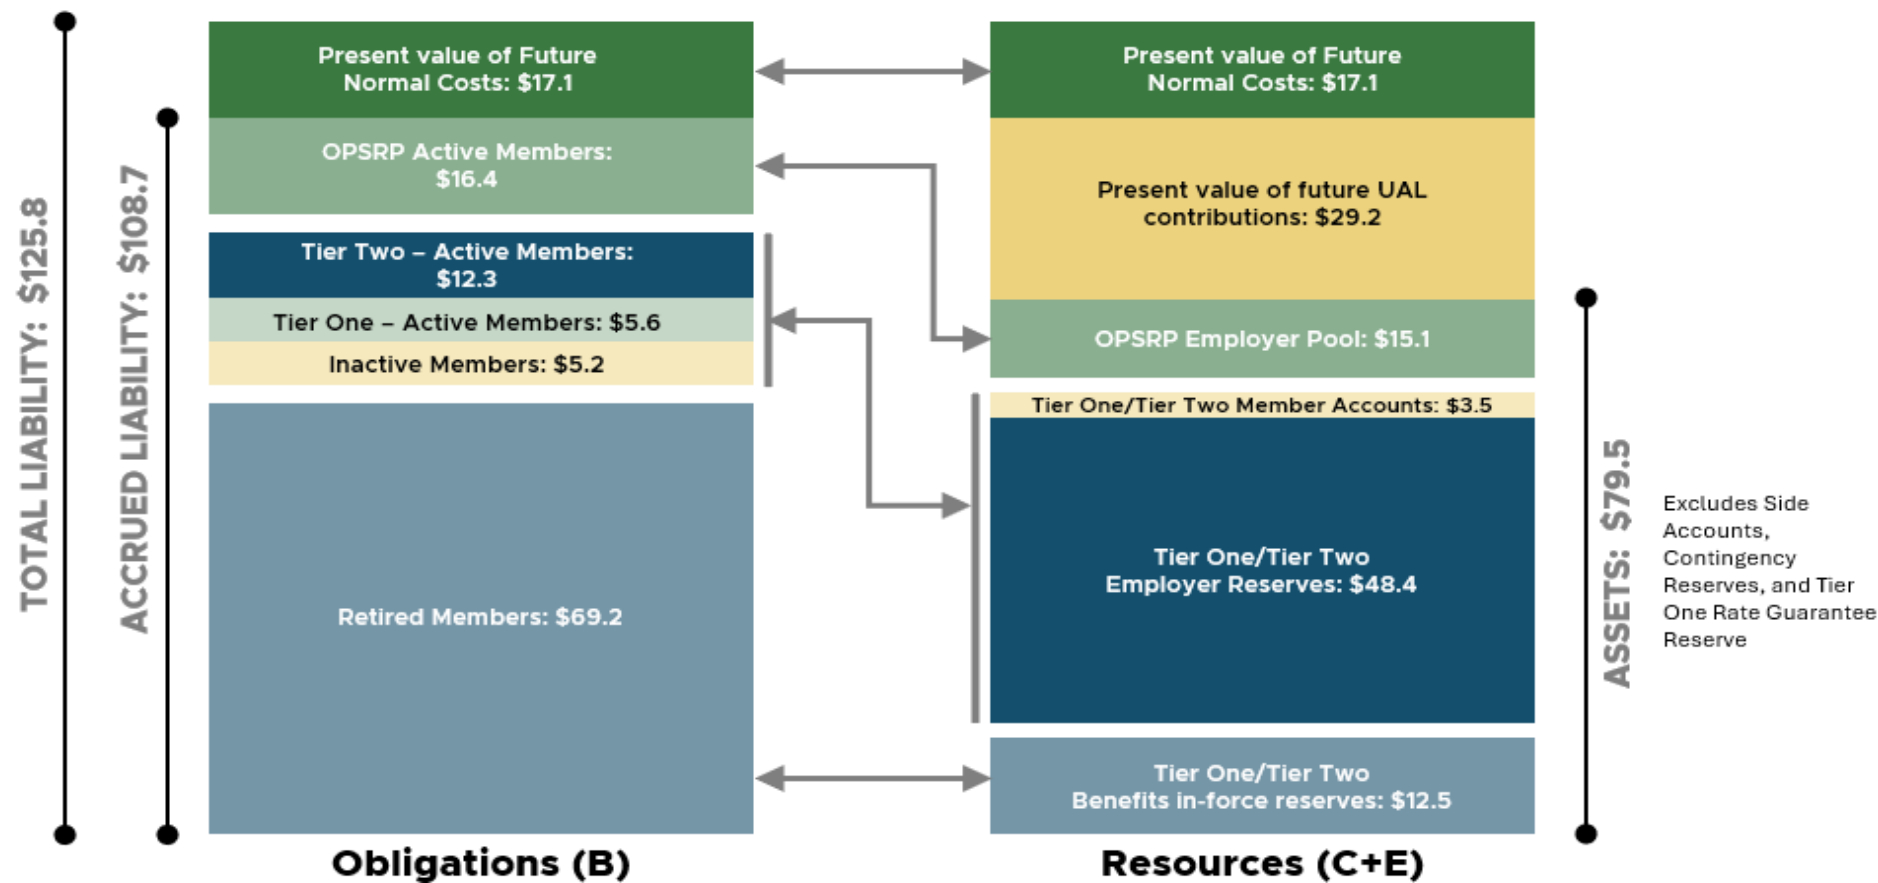 TOTAL LIABILITY: $125.8
ACCRUED LIABILITY: $108.7
Present value of Future
Normal Costs: $17.1
OPSRP Active Members:
$16.4
Tier Two – Active Members:
$12.3
Tier One – Active Members: $5.6
Inactive Members: $5.2
Retired Members: $69.2
Obligations (B)
Present value of Future
Normal Costs: $17.1
Present value of future UAL
contributions: $29.2
OPSRP Employer Pool: $15.1
Tier One/Tier Two Member Accounts: $3.5
Tier One/Tier Two
Employer Reserves: $48.4
Tier One/Tier Two
Benefits in-force reserves: $12.5
Resources (C+E)
ASSETS: $79.5
Excludes Side
Accounts,
Contingency
Reserves, and Tier
One Rate Guarantee
Reserve